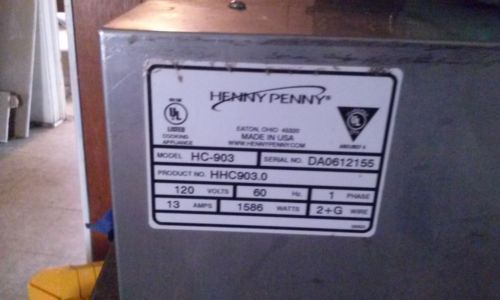 HENNY PENNY®
UL
LISTED
COOKING
APPLIANCE
EATON, OHIO 45320
MADE IN USA
WWW.HENNYPENNY.COM
UL
MODEL HC-903 SERIAL NO. DA0612155
PRODUCT NO. HHC903.0
120 VOLTS 60 Hz. 1 PHASE
13 AMPS 1586 WATTS 2+G WIRE